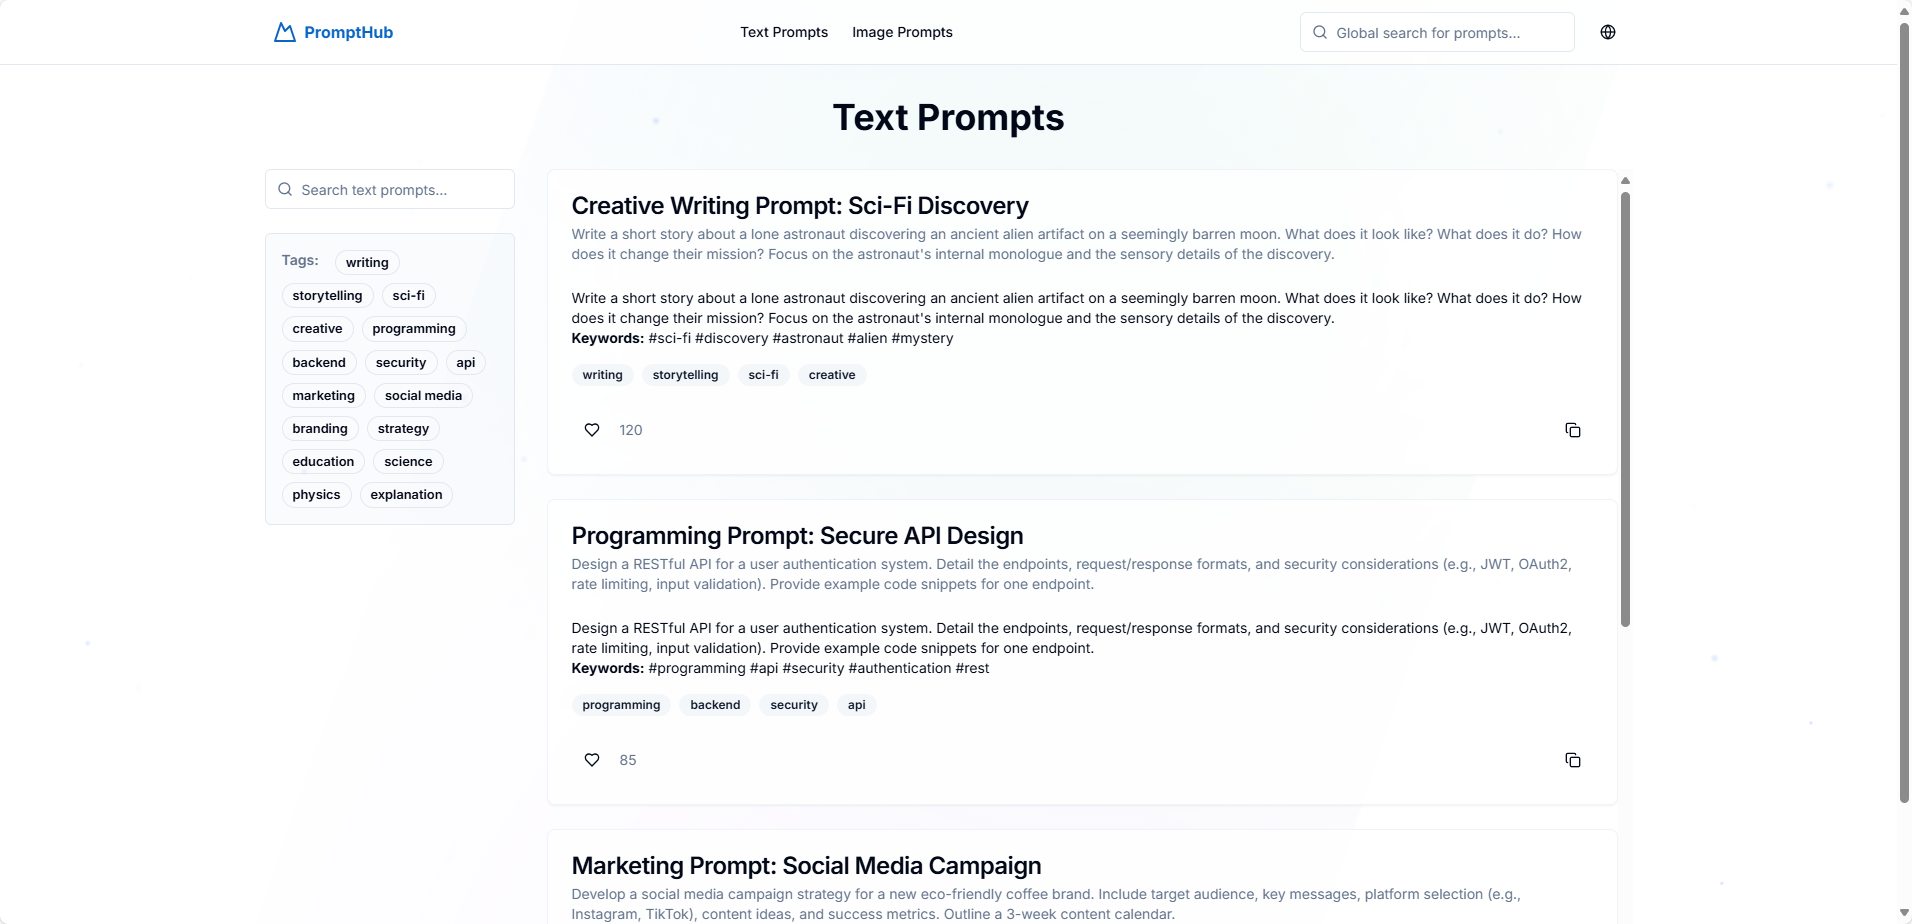 PromptHub
Text Prompts
Image Prompts
Global search for prompts...
Text Prompts
Search text prompts...
Tags:
writing
storytelling
sci-fi
creative
programming
backend
security
api
marketing
social media
branding
strategy
education
science
physics
explanation
Creative Writing Prompt: Sci-Fi Discovery
Write a short story about a lone astronaut discovering an ancient alien artifact on a seemingly barren moon. What does it look like? What does it do? How
does it change their mission? Focus on the astronaut's internal monologue and the sensory details of the discovery.
Write a short story about a lone astronaut discovering an ancient alien artifact on a seemingly barren moon. What does it look like? What does it do? How
does it change their mission? Focus on the astronaut's internal monologue and the sensory details of the discovery.
Keywords: #sci-fi #discovery #astronaut #alien #mystery
writing
storytelling
sci-fi
creative
120
Programming Prompt: Secure API Design
Design a RESTful API for a user authentication system. Detail the endpoints, request/response formats, and security considerations (e.g., JWT, OAuth2,
rate limiting, input validation). Provide example code snippets for one endpoint.
Design a RESTful API for a user authentication system. Detail the endpoints, request/response formats, and security considerations (e.g., JWT, OAuth2,
rate limiting, input validation). Provide example code snippets for one endpoint.
Keywords: #programming #api #security #authentication #rest
programming
backend
security
api
85
Marketing Prompt: Social Media Campaign
Develop a social media campaign strategy for a new eco-friendly coffee brand. Include target audience, key messages, platform selection (e.g.,
Instagram, TikTok), content ideas, and success metrics. Outline a 3-week content calendar.